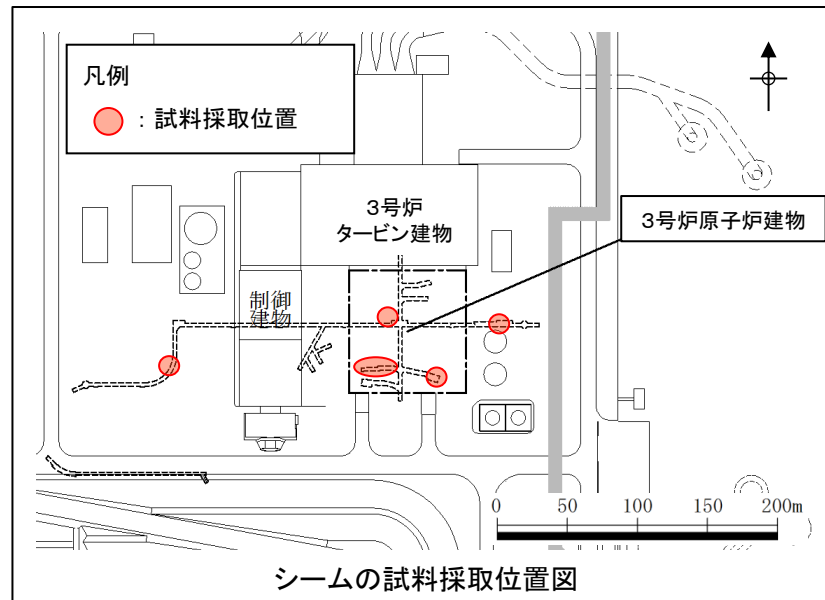 凡例
：試料採取位置
3号炉
タービン建物
3号炉原子炉建物
制御
建物
0 50 100 150 200m
シームの試料採取位置図